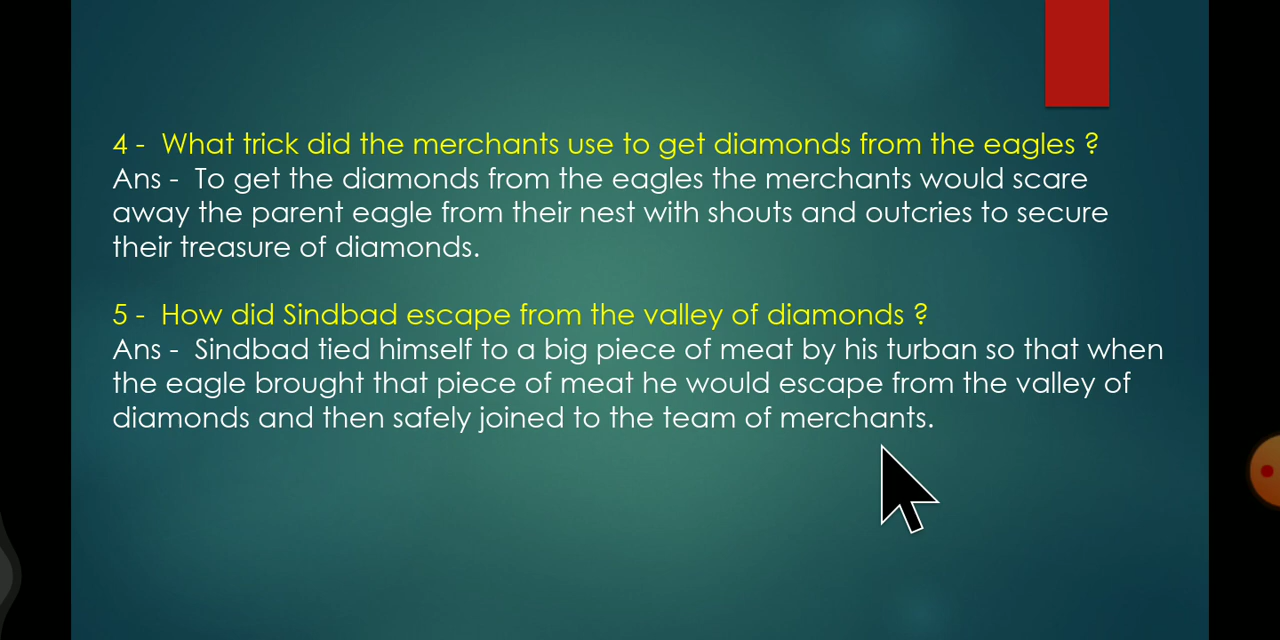 4 - What trick did the merchants use to get diamonds from the eagles ?
Ans - To get the diamonds from the eagles the merchants would scare
away the parent eagle from their nest with shouts and outcries to secure
their treasure of diamonds.
5 - How did Sindbad escape from the valley of diamonds ?
Ans - Sindbad tied himself to a big piece of meat by his turban so that when
the eagle brought that piece of meat he would escape from the valley of
diamonds and then safely joined to the team of merchants.